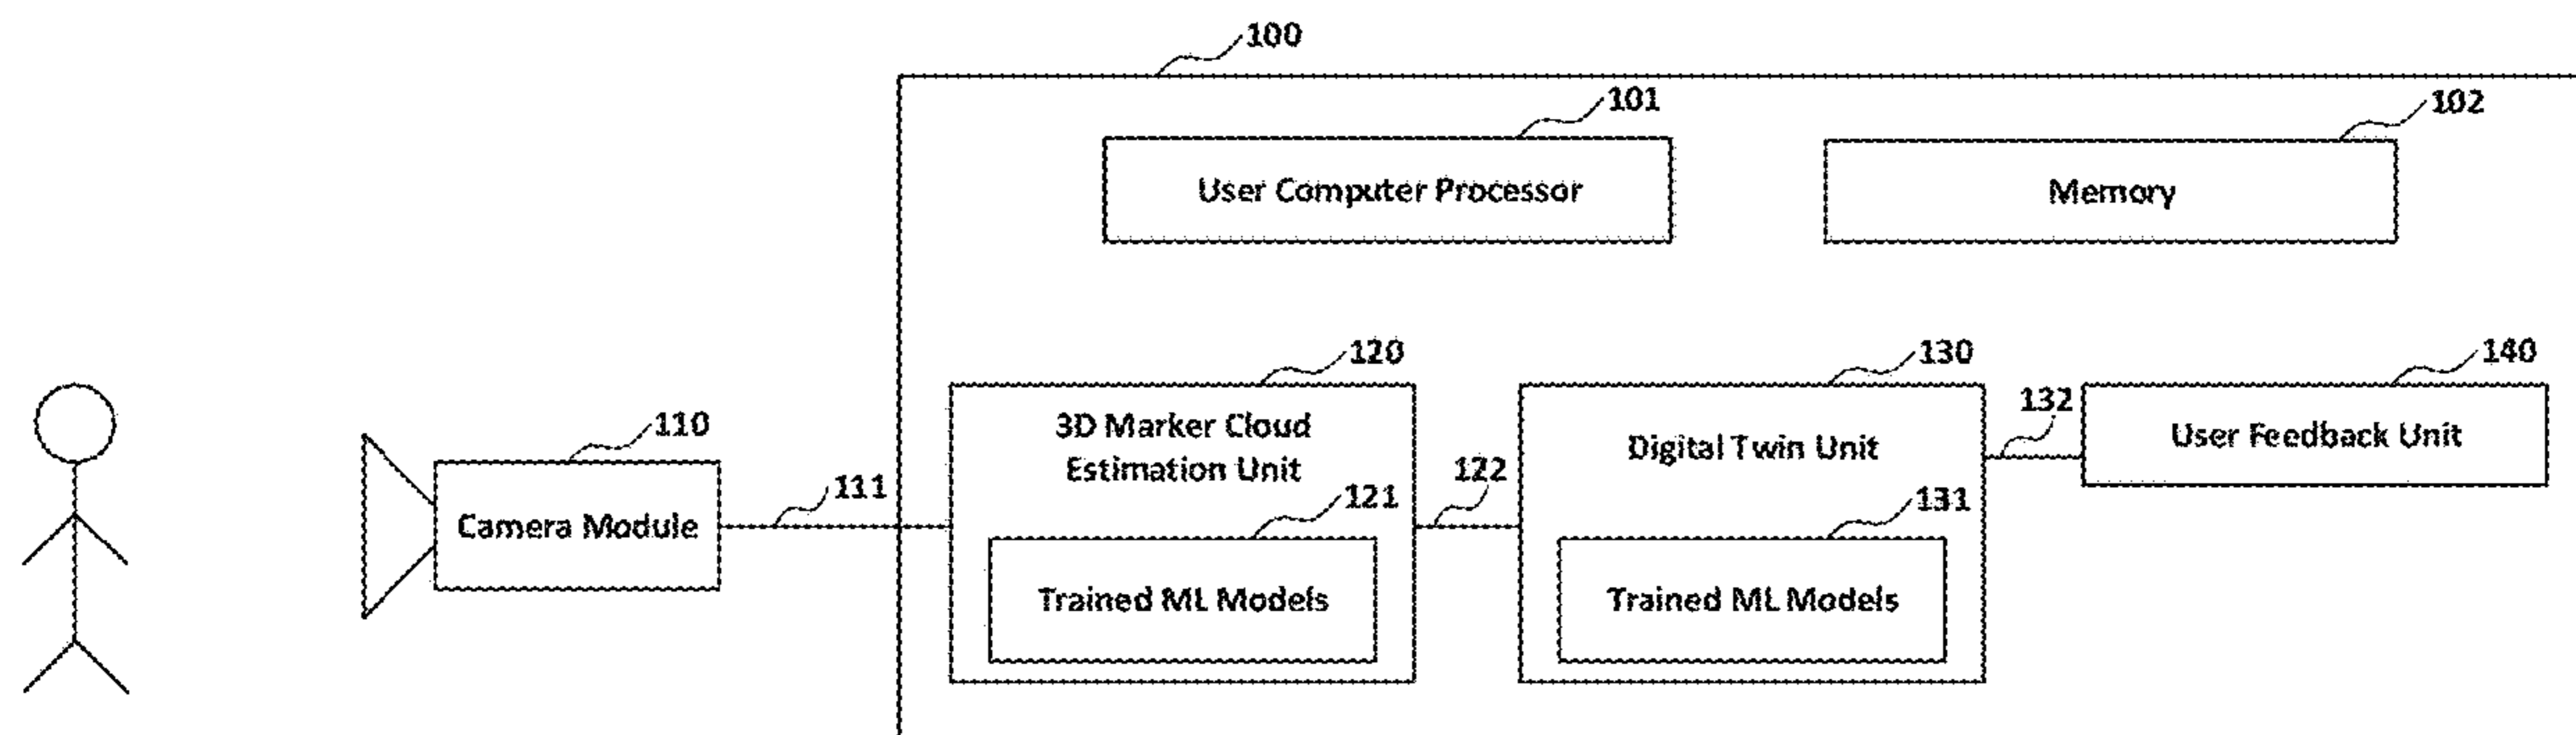 100
101
102
User Computer Processor
Memory
120
130
140
110
132
3D Marker Cloud
Estimation Unit
Digital Twin Unit
User Feedback Unit
111
122
121
131
Camera Module
Trained ML Models
Trained ML Models